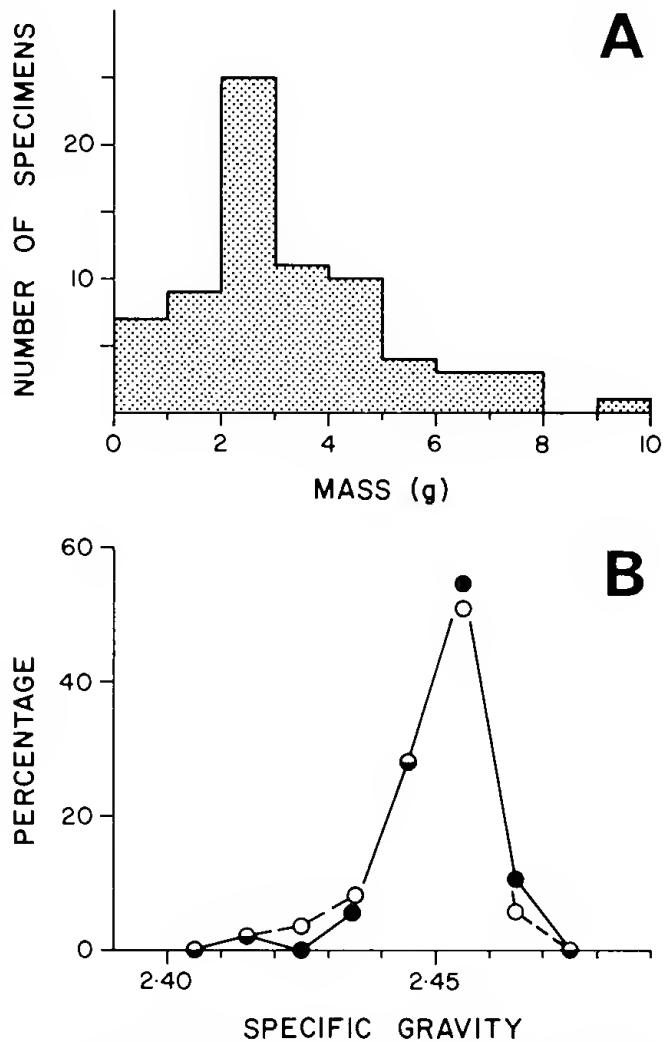 A
NUMBER OF SPECIMENS
20
10
0 2 4 6 8 10
MASS (g)
B
PERCENTAGE
60
40
20
0
2·40 2·45
SPECIFIC GRAVITY